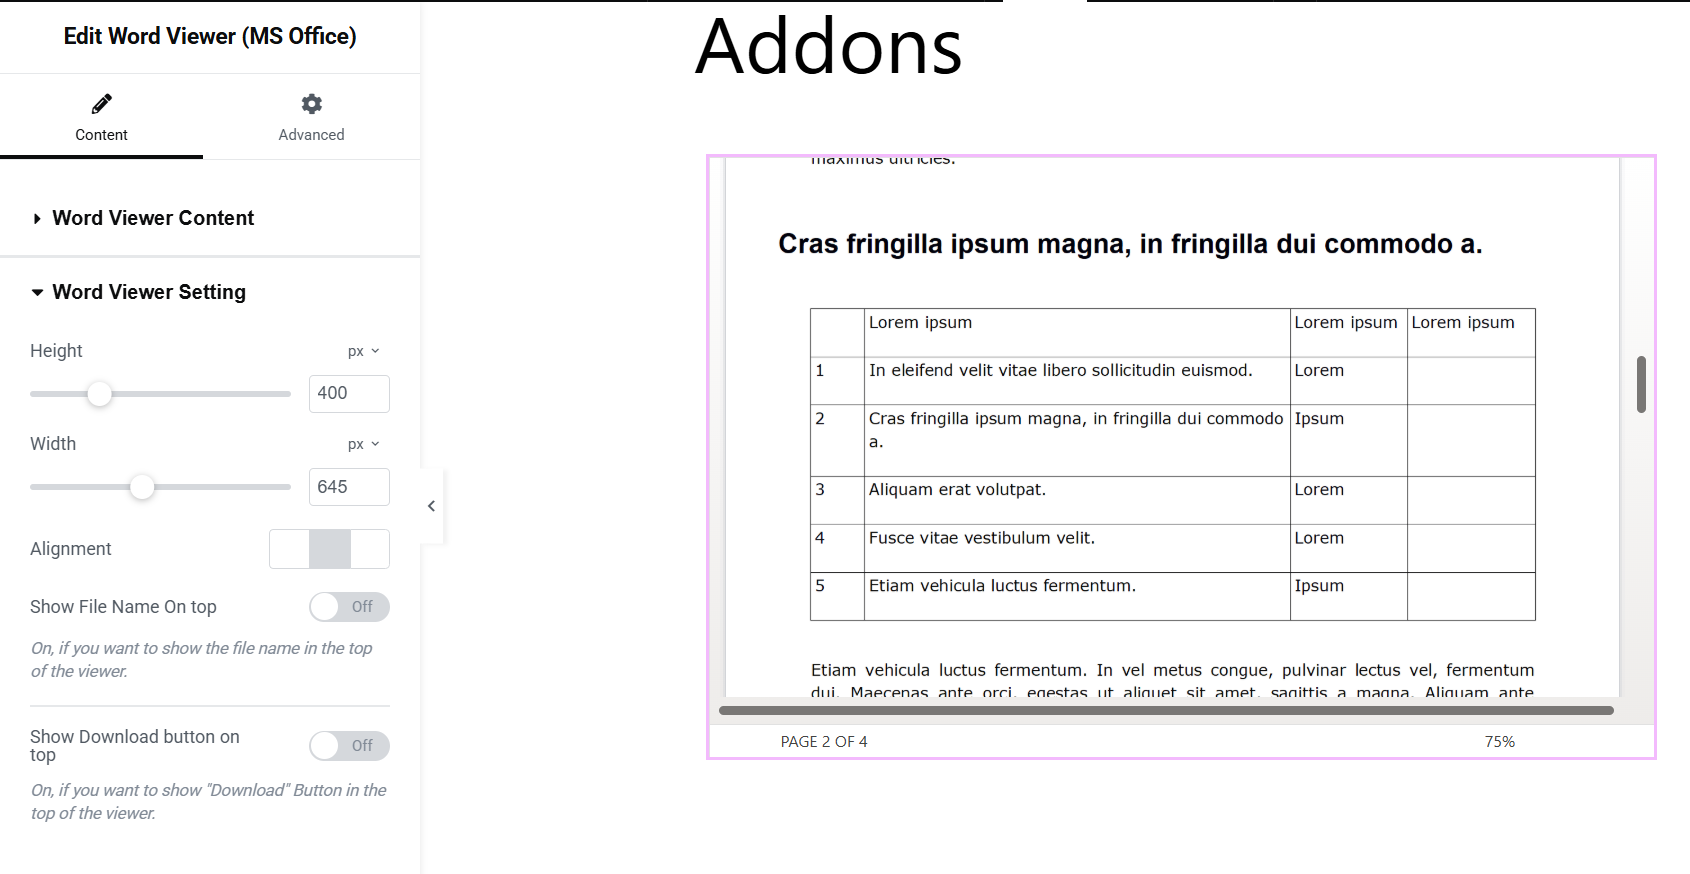 Edit Word Viewer (MS Office)
Content
Advanced
Word Viewer Content
Word Viewer Setting
Height
px
400
Width
px
645
Alignment
Show File Name On top
Off
On, if you want to show the file name in the top
of the viewer.
Show Download button on
top
Off
On, if you want to show "Download" Button in the
top of the viewer.
Addons
maximus ultricies.
Cras fringilla ipsum magna, in fringilla dui commodo a.
Lorem ipsum Lorem ipsum Lorem ipsum
1 In eleifend velit vitae libero sollicitudin euismod. Lorem
2 Cras fringilla ipsum magna, in fringilla dui commodo Ipsum
a.
3 Aliquam erat volutpat. Lorem
4 Fusce vitae vestibulum velit. Lorem
5 Etiam vehicula luctus fermentum. Ipsum
Etiam vehicula luctus fermentum. In vel metus congue, pulvinar lectus vel, fermentum
dui. Maecenas ante orci, egestas ut aliquet sit amet, sagittis a magna. Aliquam ante
PAGE 2 OF 4
75%